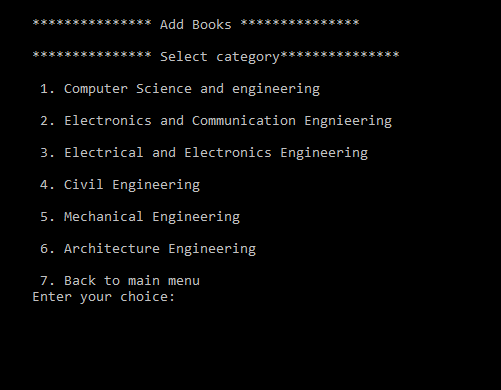 *************** Add Books ***************
*************** Select category***************
1. Computer Science and engineering
2. Electronics and Communication Engnieering
3. Electrical and Electronics Engineering
4. Civil Engineering
5. Mechanical Engineering
6. Architecture Engineering
7. Back to main menu
Enter your choice: